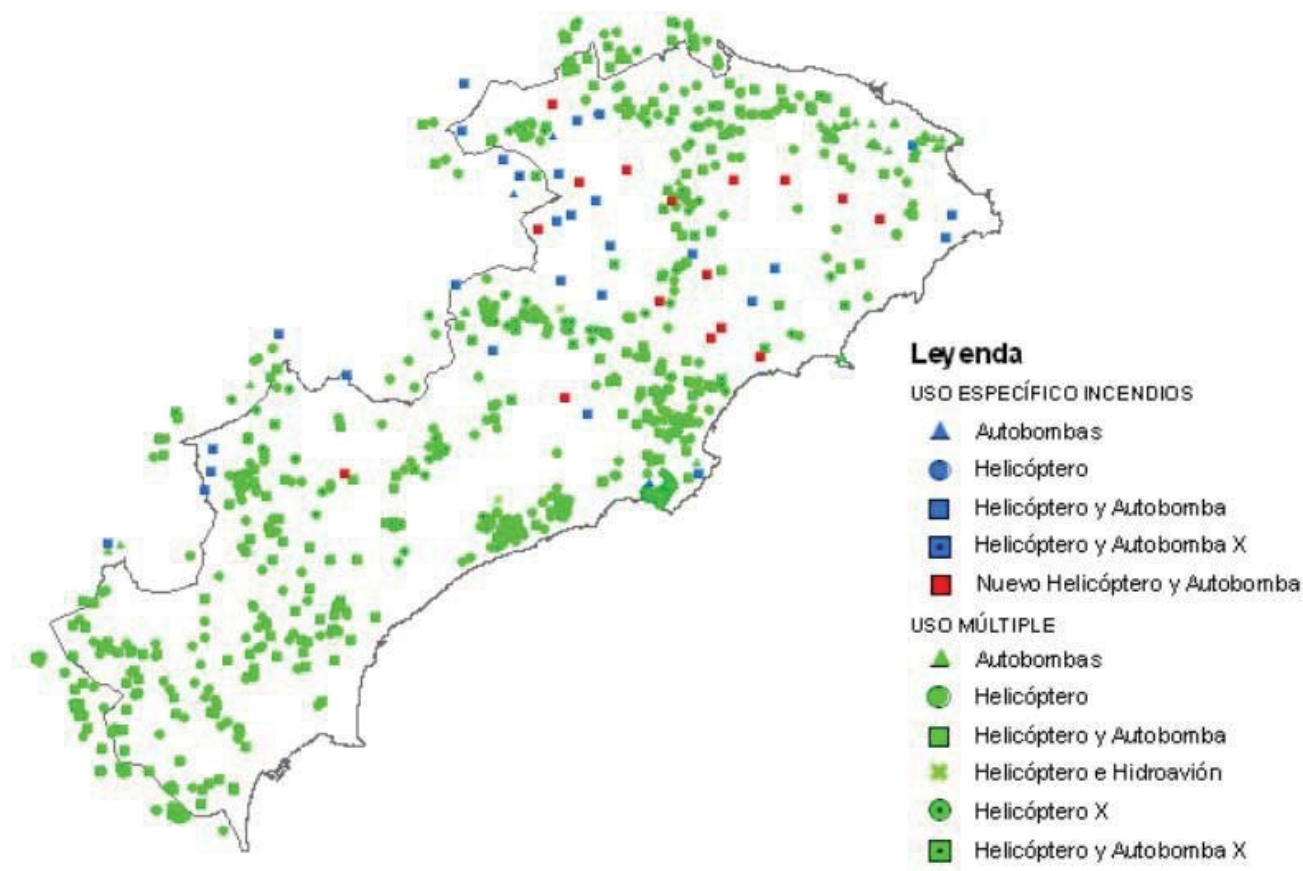 Leyenda
USO ESPECÍFICO INCENDIOS
Autobombas
Helicóptero
Helicóptero y Autobomba
Helicóptero y Autobomba X
Nuevo Helicóptero y Autobomba
USO MÚLTIPLE
Autobombas
Helicóptero
Helicóptero y Autobomba
Helicóptero e Hidroavión
Helicóptero X
Helicóptero y Autobomba X